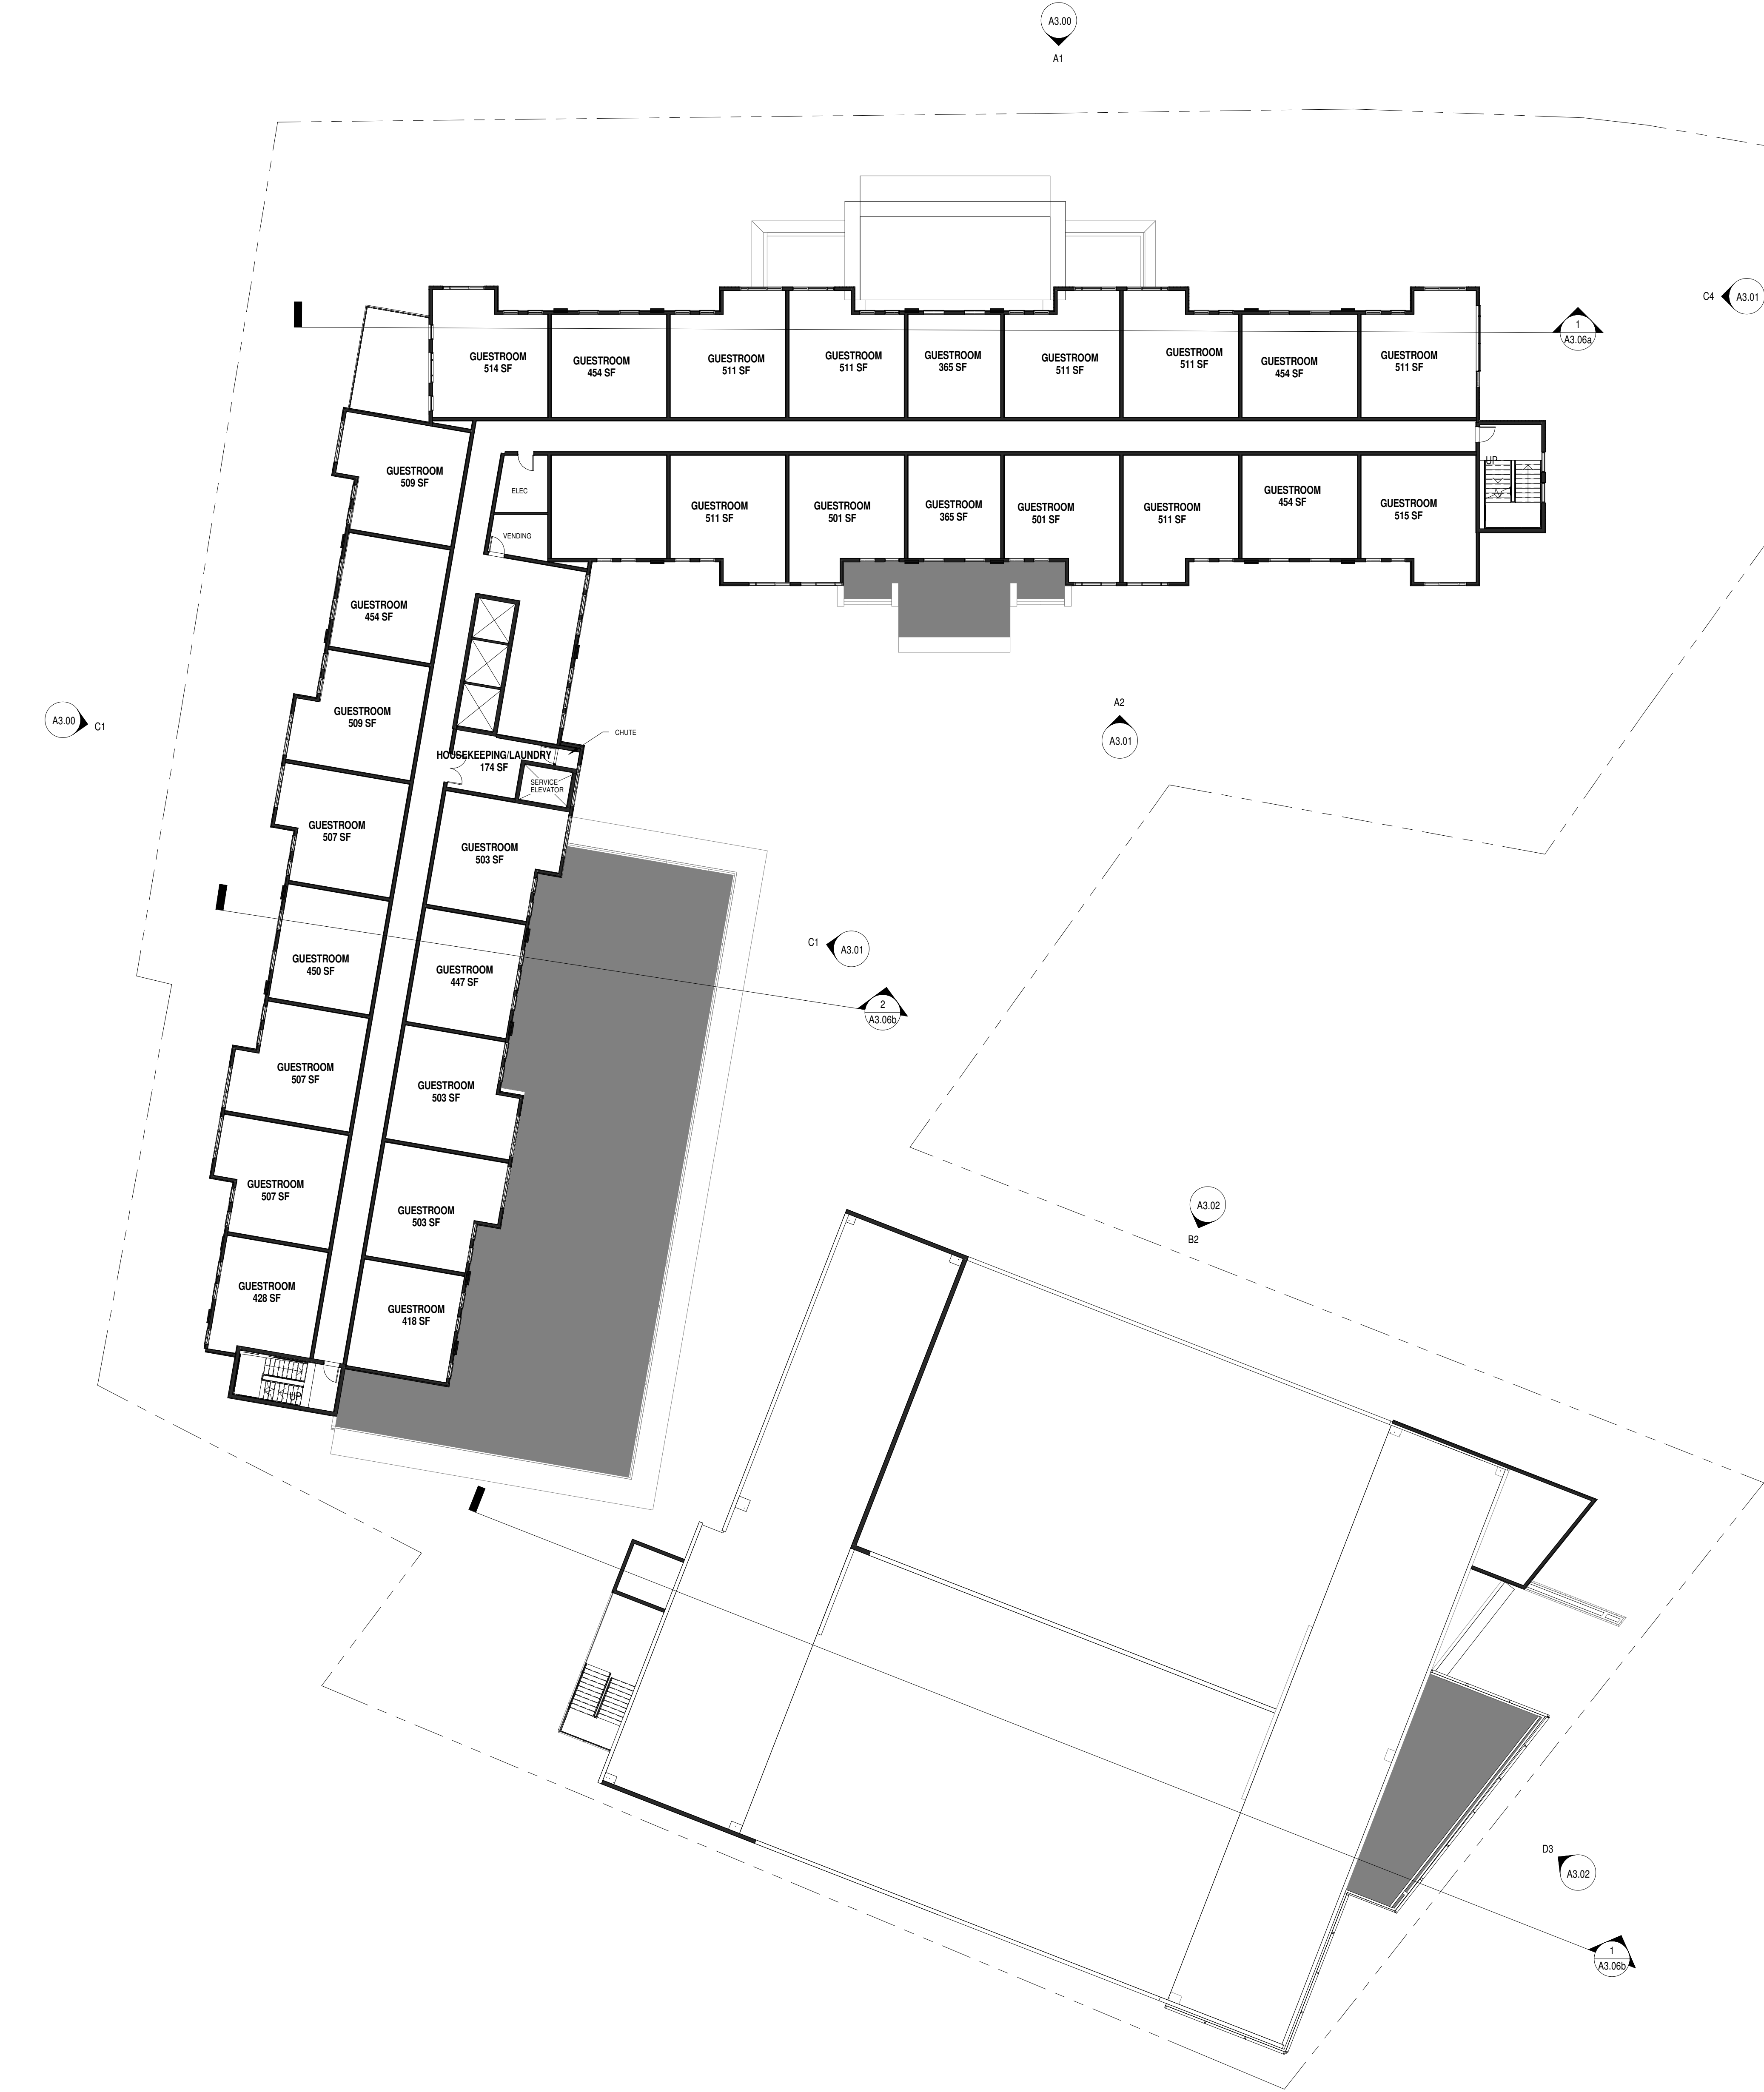 A3.00
A1
C4
A3.01
1
A3.06a
GUESTROOM
514 SF
GUESTROOM
454 SF
GUESTROOM
511 SF
GUESTROOM
511 SF
GUESTROOM
365 SF
GUESTROOM
511 SF
GUESTROOM
511 SF
GUESTROOM
454 SF
GUESTROOM
511 SF
GUESTROOM
509 SF
ELEC
VENDING
GUESTROOM
511 SF
GUESTROOM
501 SF
GUESTROOM
365 SF
GUESTROOM
501 SF
GUESTROOM
511 SF
GUESTROOM
454 SF
GUESTROOM
515 SF
UP
GUESTROOM
454 SF
GUESTROOM
509 SF
A3.00
C1
A2
A3.01
CHUTE
HOUSEKEEPING/LAUNDRY
174 SF
SERVICE
ELEVATOR
GUESTROOM
507 SF
GUESTROOM
503 SF
GUESTROOM
450 SF
GUESTROOM
447 SF
C1
A3.01
2
A3.06b
GUESTROOM
507 SF
GUESTROOM
503 SF
GUESTROOM
507 SF
GUESTROOM
503 SF
A3.02
B2
GUESTROOM
428 SF
GUESTROOM
418 SF
UP
D3
A3.02
1
A3.06b